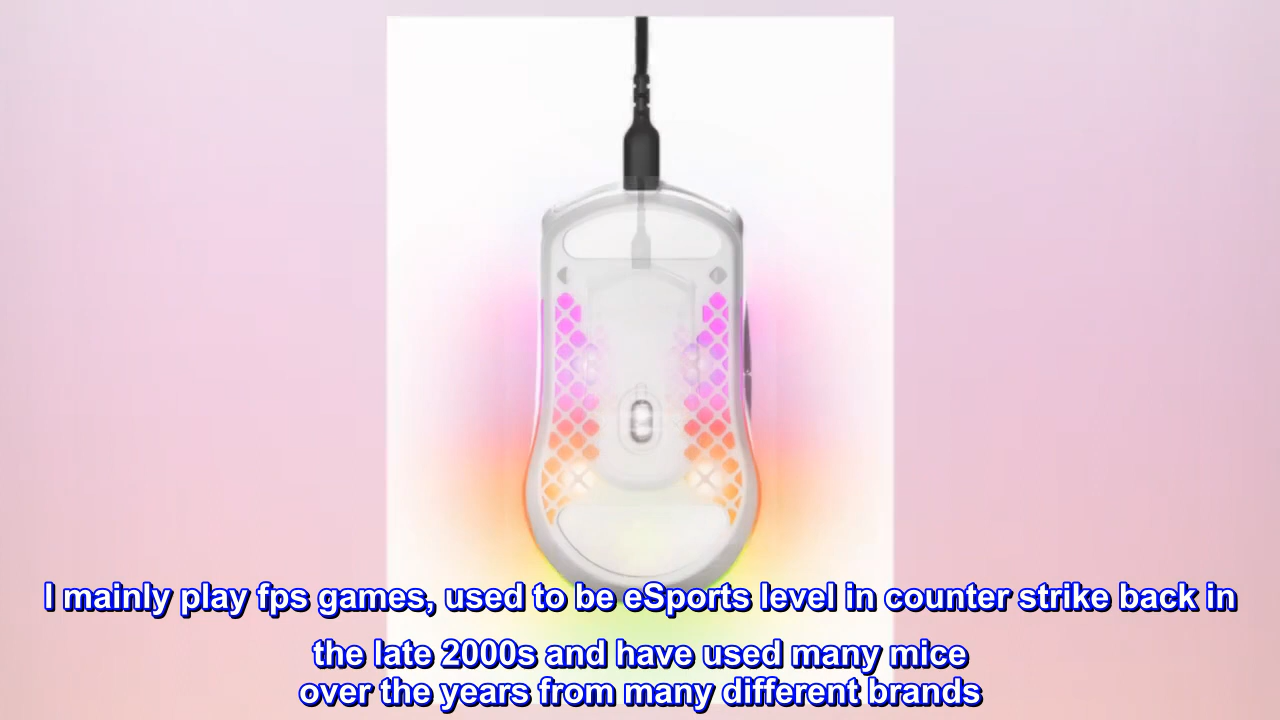 I mainly play fps games, used to be eSports level in counter strike back in
the late 2000s and have used many mice
over the years from many different brands